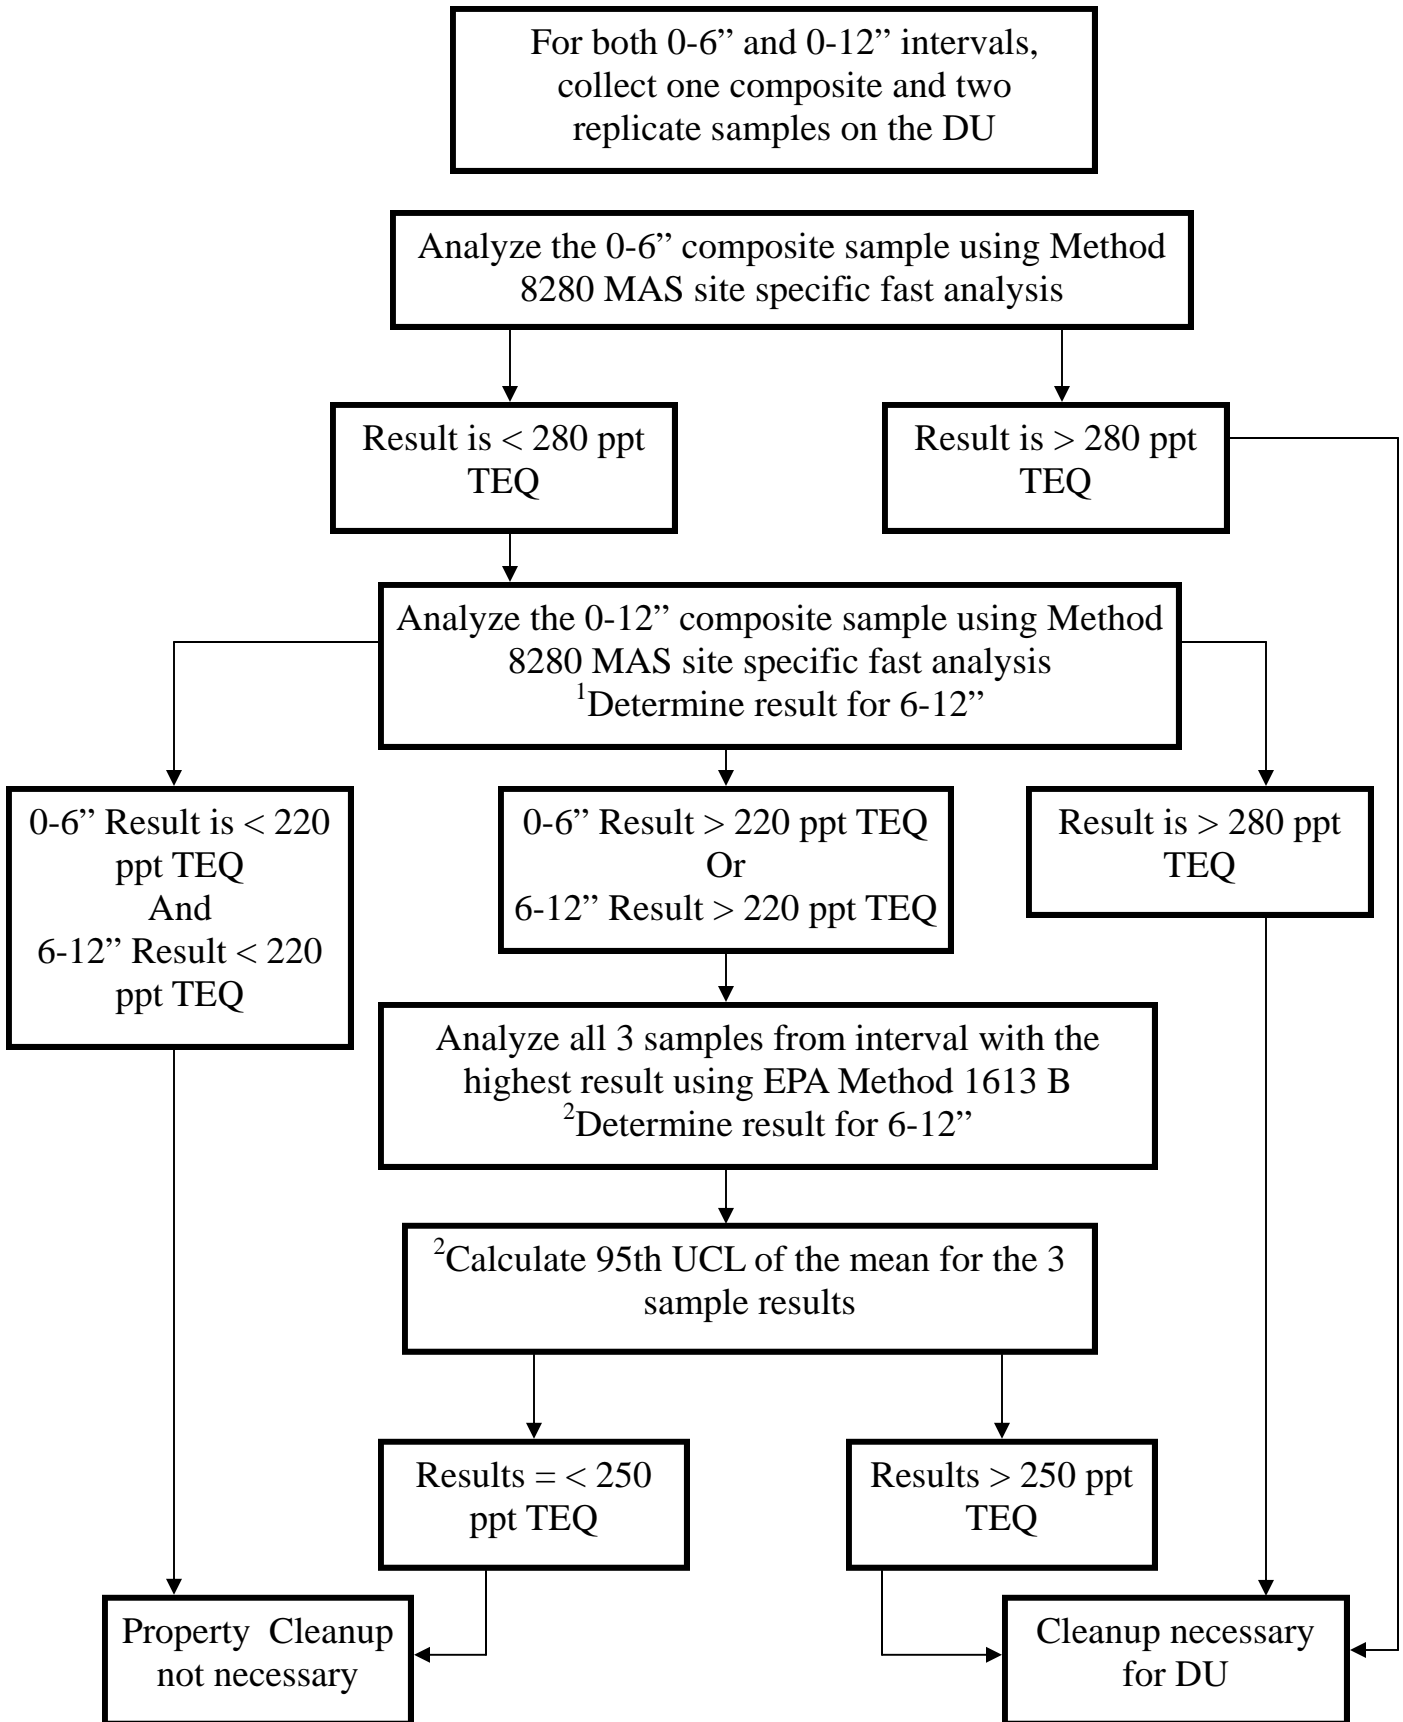 For both 0-6” and 0-12” intervals,
collect one composite and two
replicate samples on the DU
Analyze the 0-6” composite sample using Method
8280 MAS site specific fast analysis
Result is < 280 ppt
TEQ
Result is > 280 ppt
TEQ
Analyze the 0-12” composite sample using Method
8280 MAS site specific fast analysis
¹Determine result for 6-12”
0-6” Result is < 220
ppt TEQ
And
6-12” Result < 220
ppt TEQ
0-6” Result > 220 ppt TEQ
Or
6-12” Result > 220 ppt TEQ
Result is > 280 ppt
TEQ
Analyze all 3 samples from interval with the
highest result using EPA Method 1613 B
²Determine result for 6-12”
²Calculate 95th UCL of the mean for the 3
sample results
Results = < 250
ppt TEQ
Results > 250 ppt
TEQ
Property  Cleanup
not necessary
Cleanup necessary
for DU